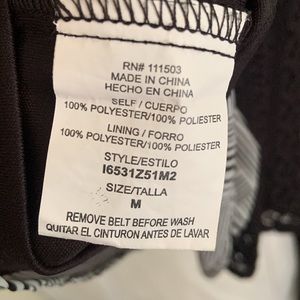 RN# 111503
MADE IN CHINA
HECHO EN CHINA
SELF / CUERPO
100% POLYESTER/100% POLIESTER
LINING / FORRO
100% POLYESTER/100% POLIESTER
STYLE/ESTILO
I6531Z51M2
SIZE/TALLA
M
REMOVE BELT BEFORE WASH
QUITAR EL CINTURON ANTES DE LAVAR